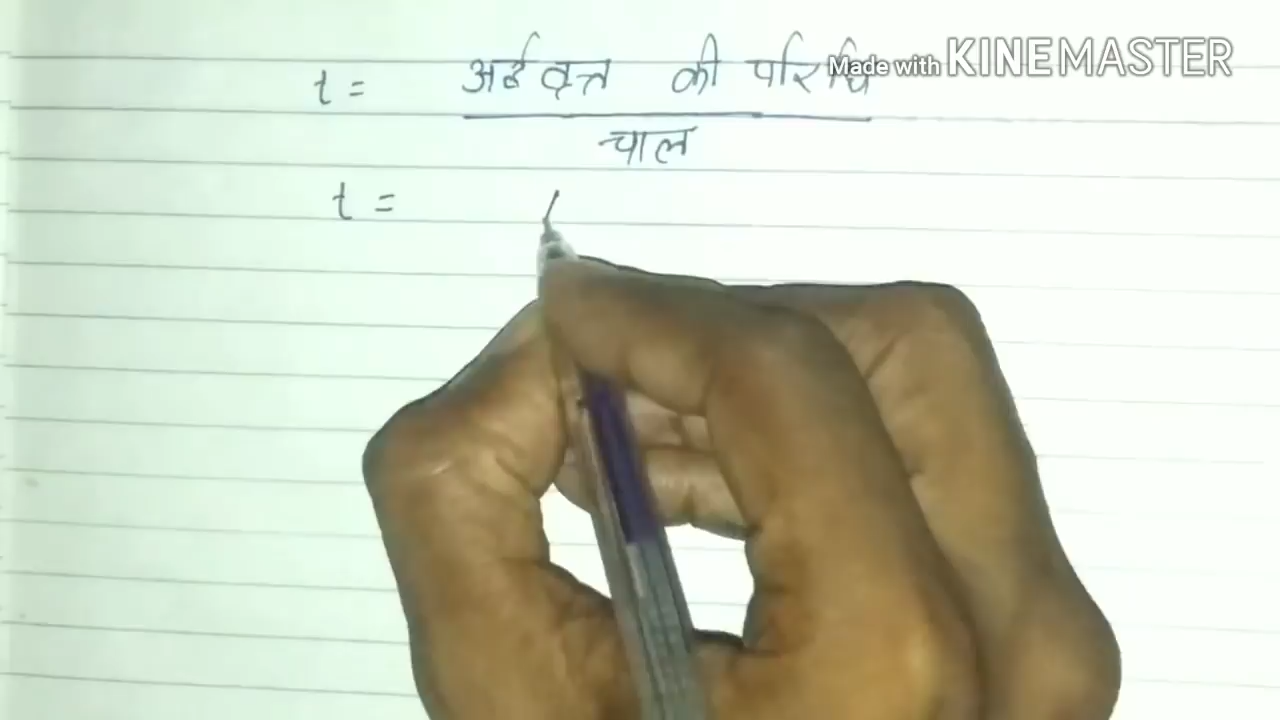 t = अर्द्धवृत्त की परिधि
चाल
t =
Made with KINEMASTER